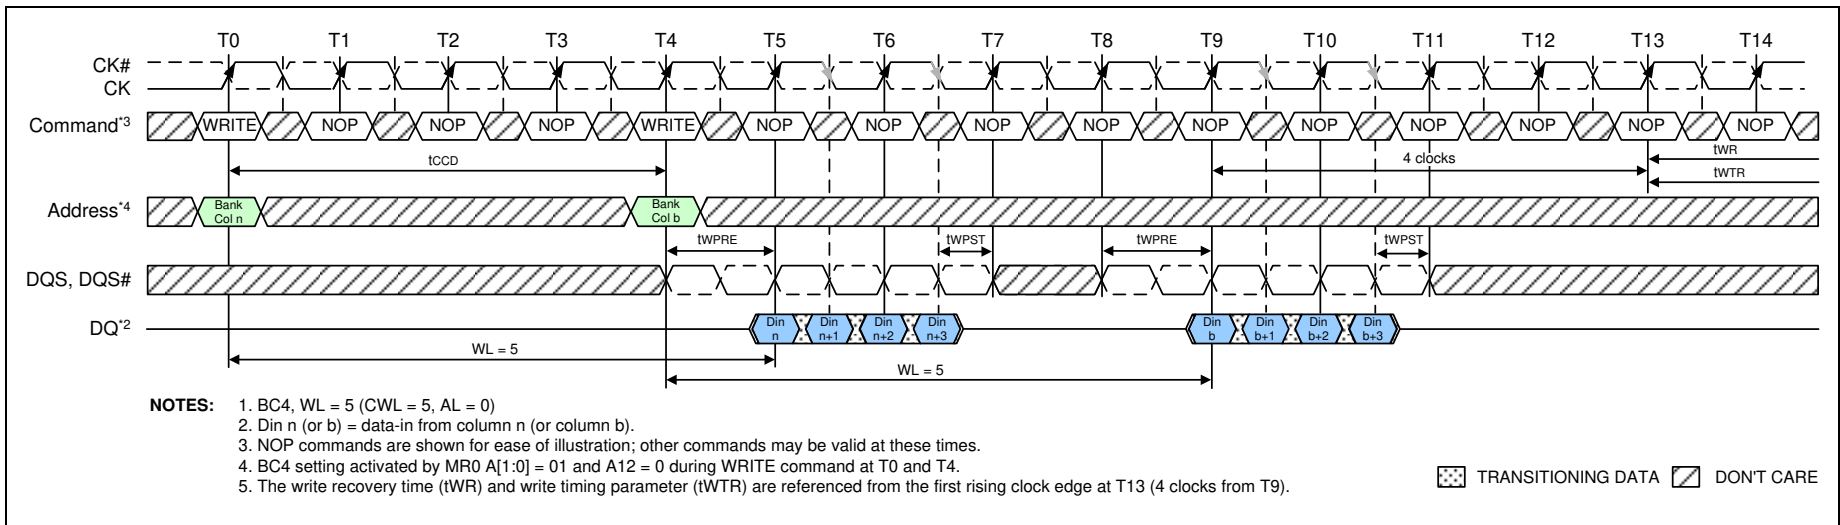 T0 T1 T2 T3 T4 T5 T6 T7 T8 T9 T10 T11 T12 T13 T14
CK#
CK
Command*3 WRITE NOP NOP NOP WRITE NOP NOP NOP NOP NOP NOP NOP NOP NOP NOP
tCCD 4 clocks tWR
tWTR
Address*4 Bank Col n Bank Col b
tWPRE tWPST tWPRE tWPST
DQS, DQS#
DQ*2 Din n Din n+1 Din n+2 Din n+3 Din b Din b+1 Din b+2 Din b+3
WL = 5
WL = 5
NOTES: 1. BC4, WL = 5 (CWL = 5, AL = 0)
2. Din n (or b) = data-in from column n (or column b).
3. NOP commands are shown for ease of illustration; other commands may be valid at these times.
4. BC4 setting activated by MR0 A[1:0] = 01 and A12 = 0 during WRITE command at T0 and T4.
5. The write recovery time (tWR) and write timing parameter (tWTR) are referenced from the first rising clock edge at T13 (4 clocks from T9).
TRANSITIONING DATA DON'T CARE